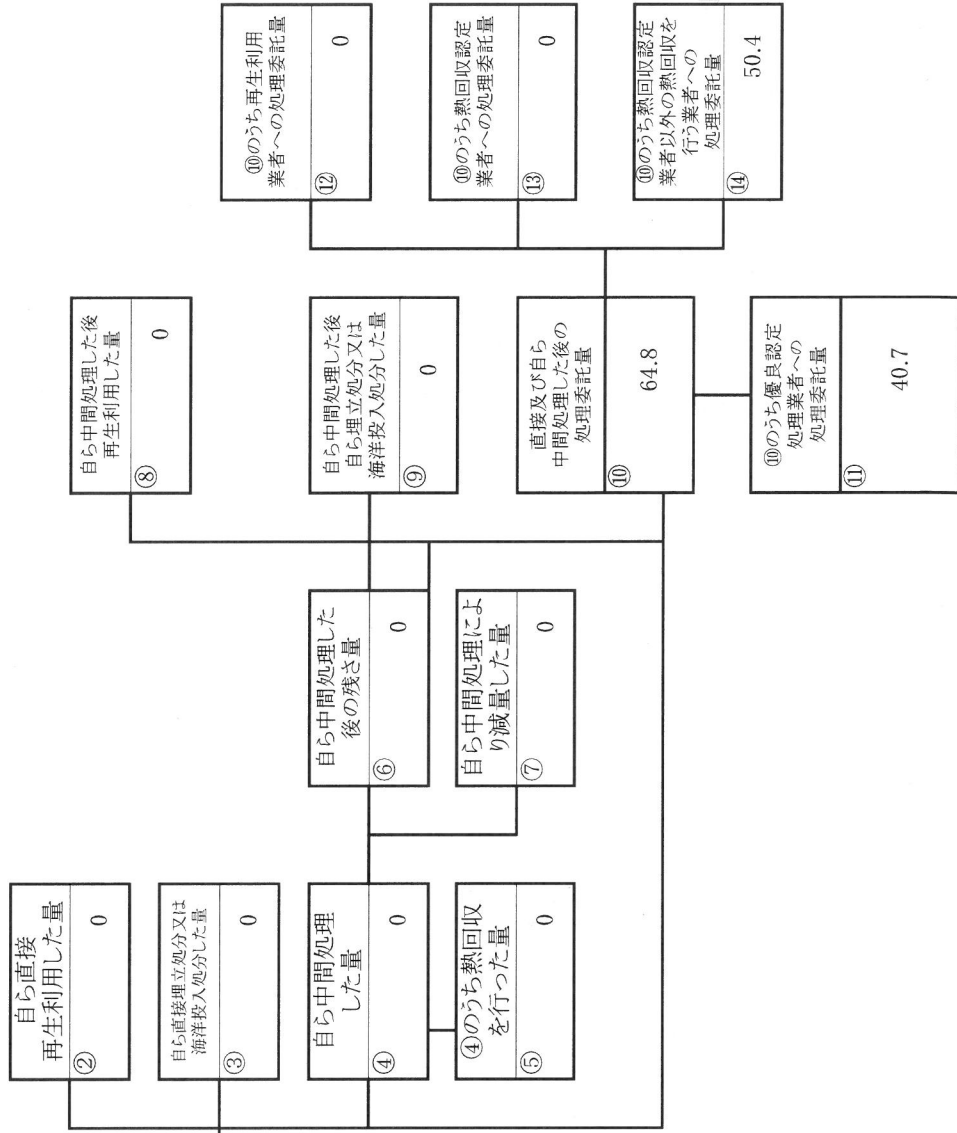 自ら直接
再生利用した量
②
0
自ら直接埋立処分又は
海洋投入処分した量
③
0
自ら中間処理
した量
④
0
④のうち熱回収
を行った量
⑤
0
自ら中間処理した
後の残さ量
⑥
0
自ら中間処理によ
り減量した量
⑦
0
自ら中間処理した後
再生利用した量
⑧
0
自ら中間処理した後
自ら埋立処分又は
海洋投入処分した量
⑨
0
直接及び自ら
中間処理した後の
処理委託量
⑩
64.8
⑩のうち優良認定
処理業者への
処理委託量
⑪
40.7
⑩のうち再生利用
業者への処理委託量
⑫
0
⑩のうち熱回収認定
業者への処理委託量
⑬
0
⑩のうち熱回収認定
業者以外の熱回収を
行う業者への
処理委託量
⑭
50.4